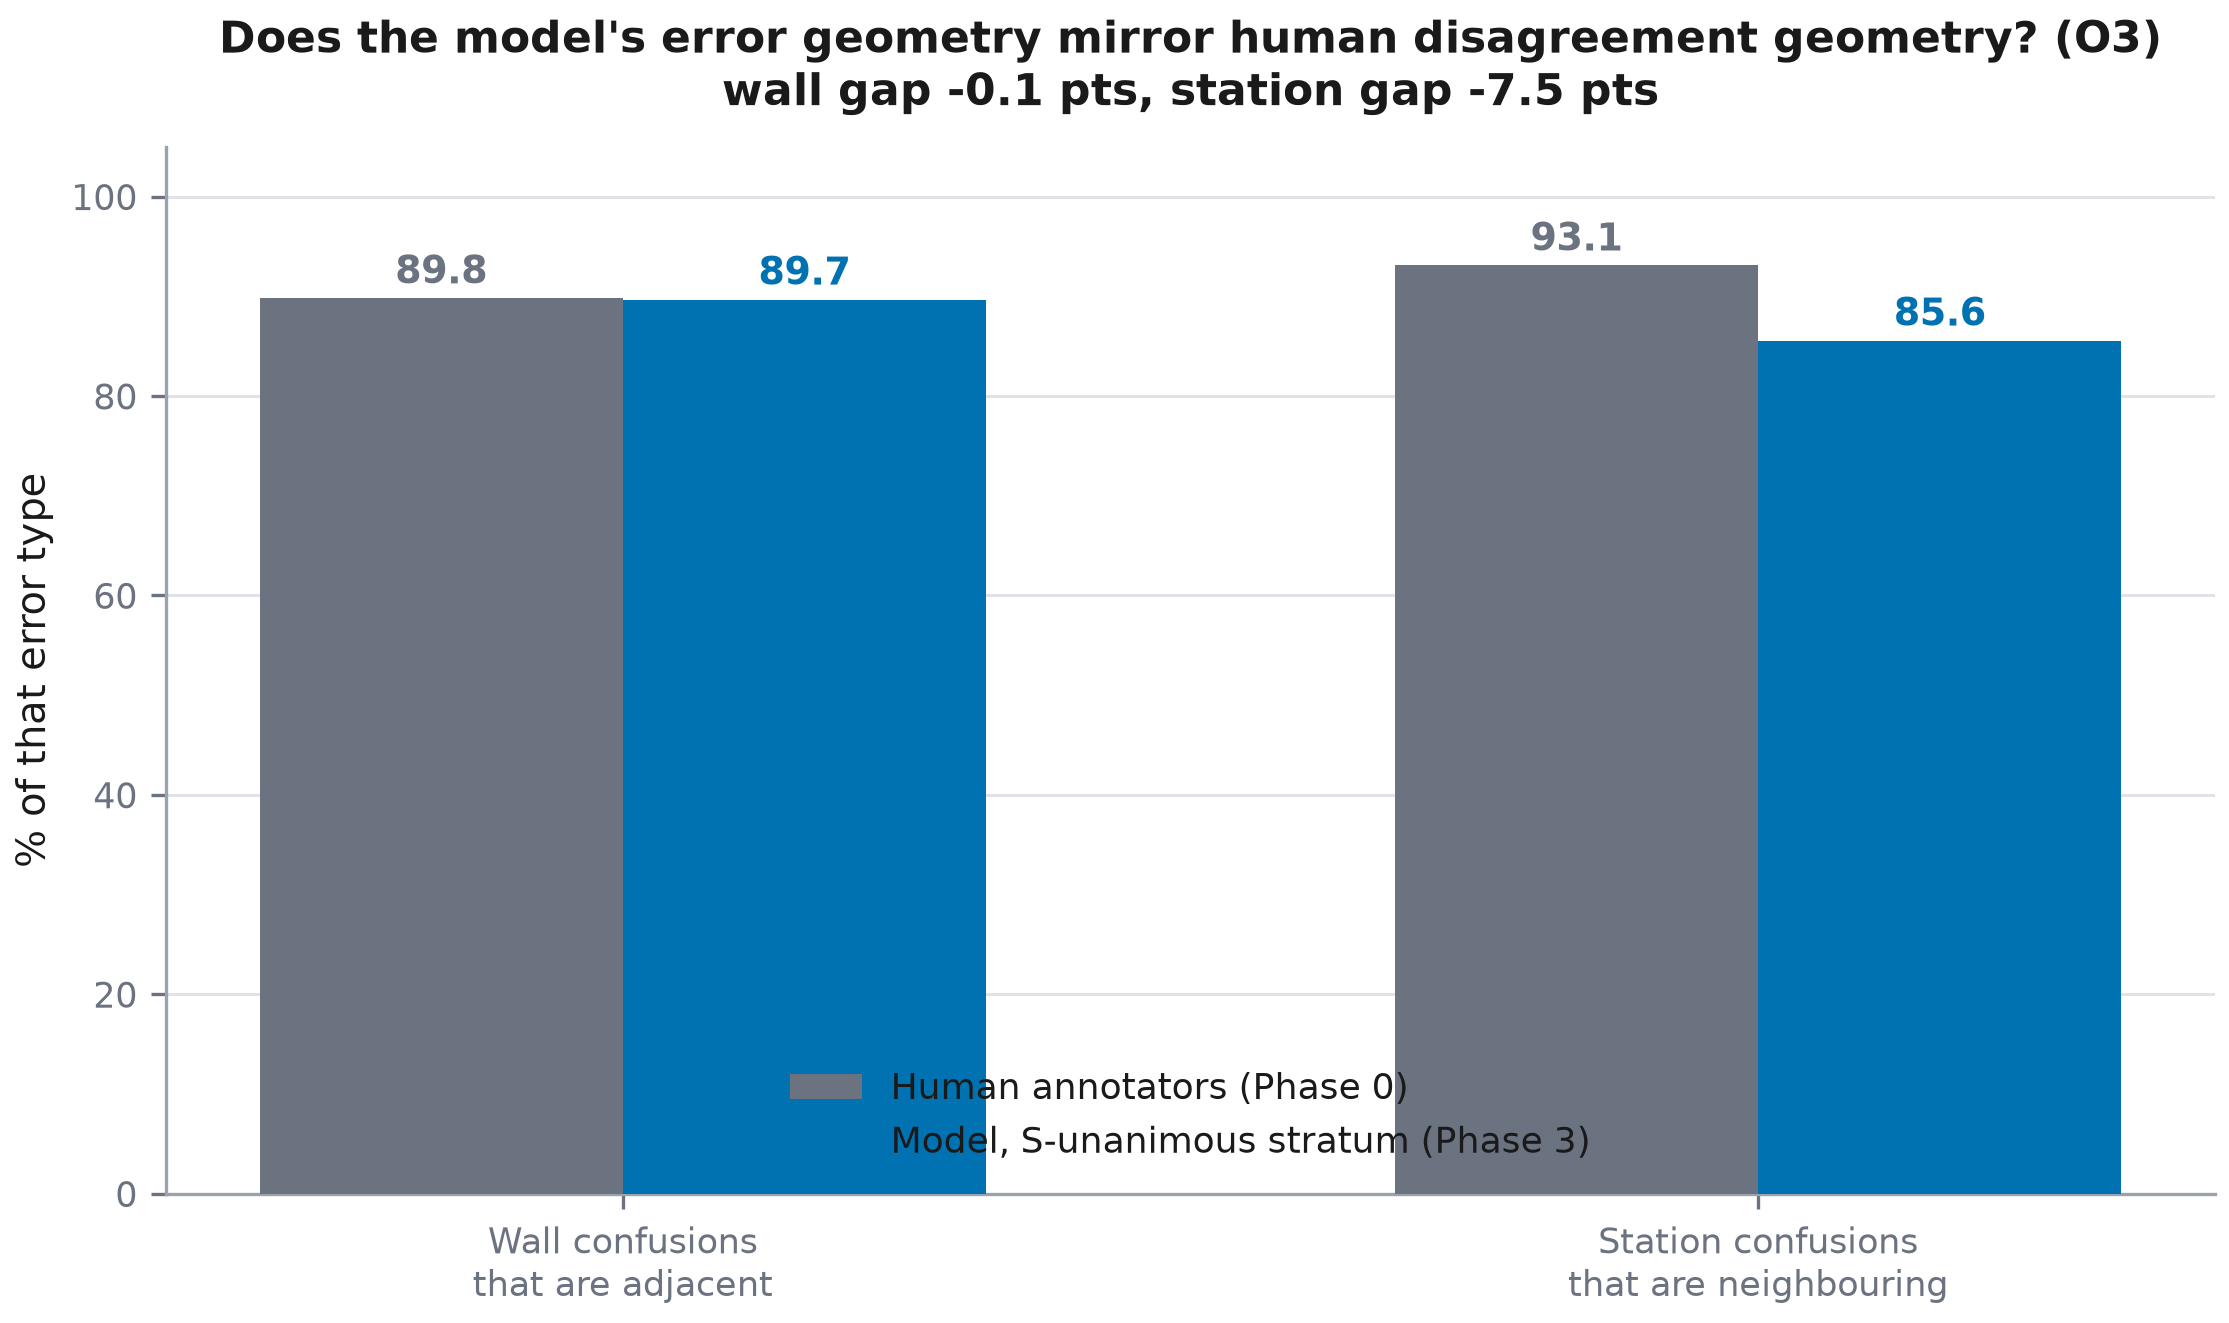 Does the model's error geometry mirror human disagreement geometry? (O3)
wall gap -0.1 pts, station gap -7.5 pts
% of that error type
100
80
60
40
20
0
89.8
89.7
93.1
85.6
Human annotators (Phase 0)
Model, S-unanimous stratum (Phase 3)
Wall confusions
that are adjacent
Station confusions
that are neighbouring